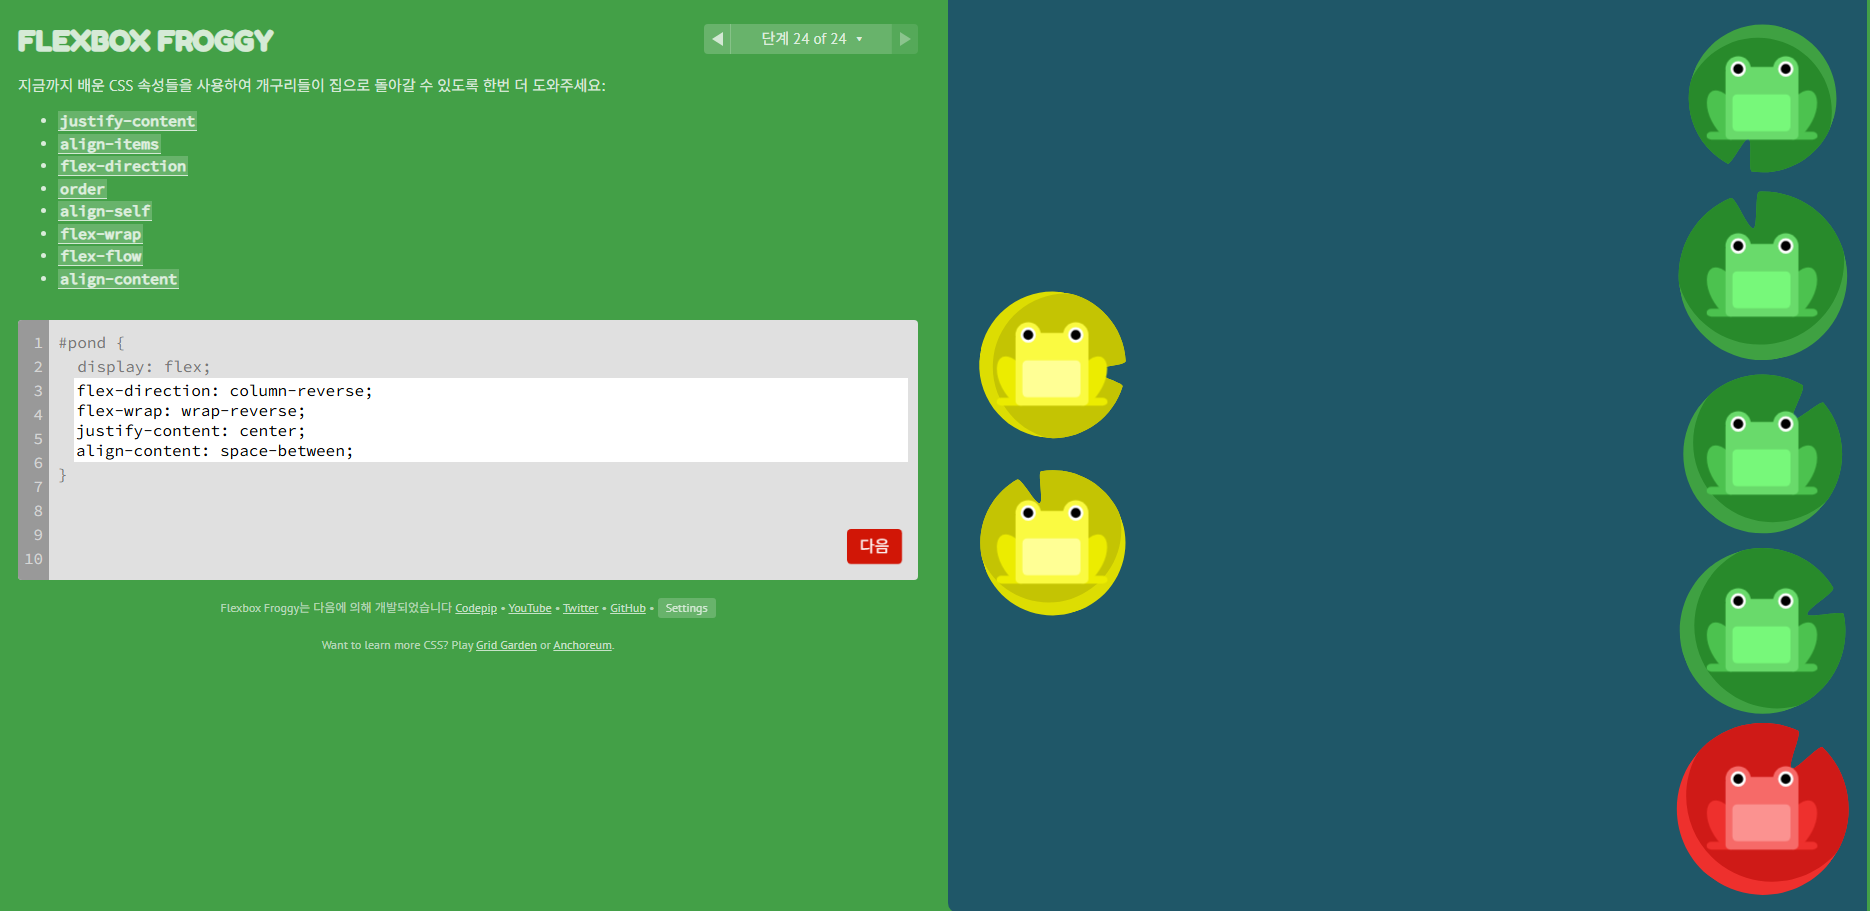 FLEXBOX FROGGY
◀ 단계 24 of 24 ▾ ▶
지금까지 배운 CSS 속성들을 사용하여 개구리들이 집으로 돌아갈 수 있도록 한번 더 도와주세요:
• justify-content
• align-items
• flex-direction
• order
• align-self
• flex-wrap
• flex-flow
• align-content
1 #pond {
2 display: flex;
3 flex-direction: column-reverse;
4 flex-wrap: wrap-reverse;
5 justify-content: center;
6 align-content: space-between;
7 }
8
9
10
다음
Flexbox Froggy는 다음에 의해 개발되었습니다 Codepip • YouTube • Twitter • GitHub • Settings
Want to learn more CSS? Play Grid Garden or Anchoreum.